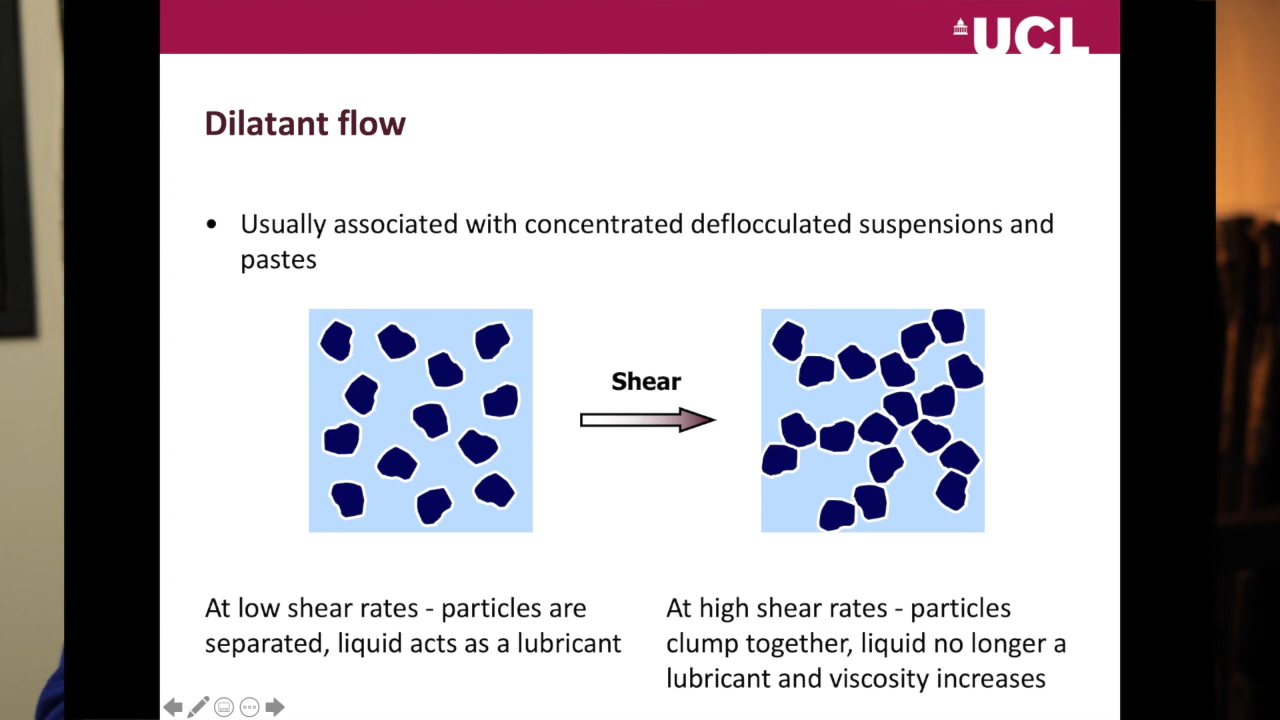 UCL
Dilatant flow
• Usually associated with concentrated deflocculated suspensions and
pastes
Shear
At low shear rates - particles are
separated, liquid acts as a lubricant
At high shear rates - particles
clump together, liquid no longer a
lubricant and viscosity increases